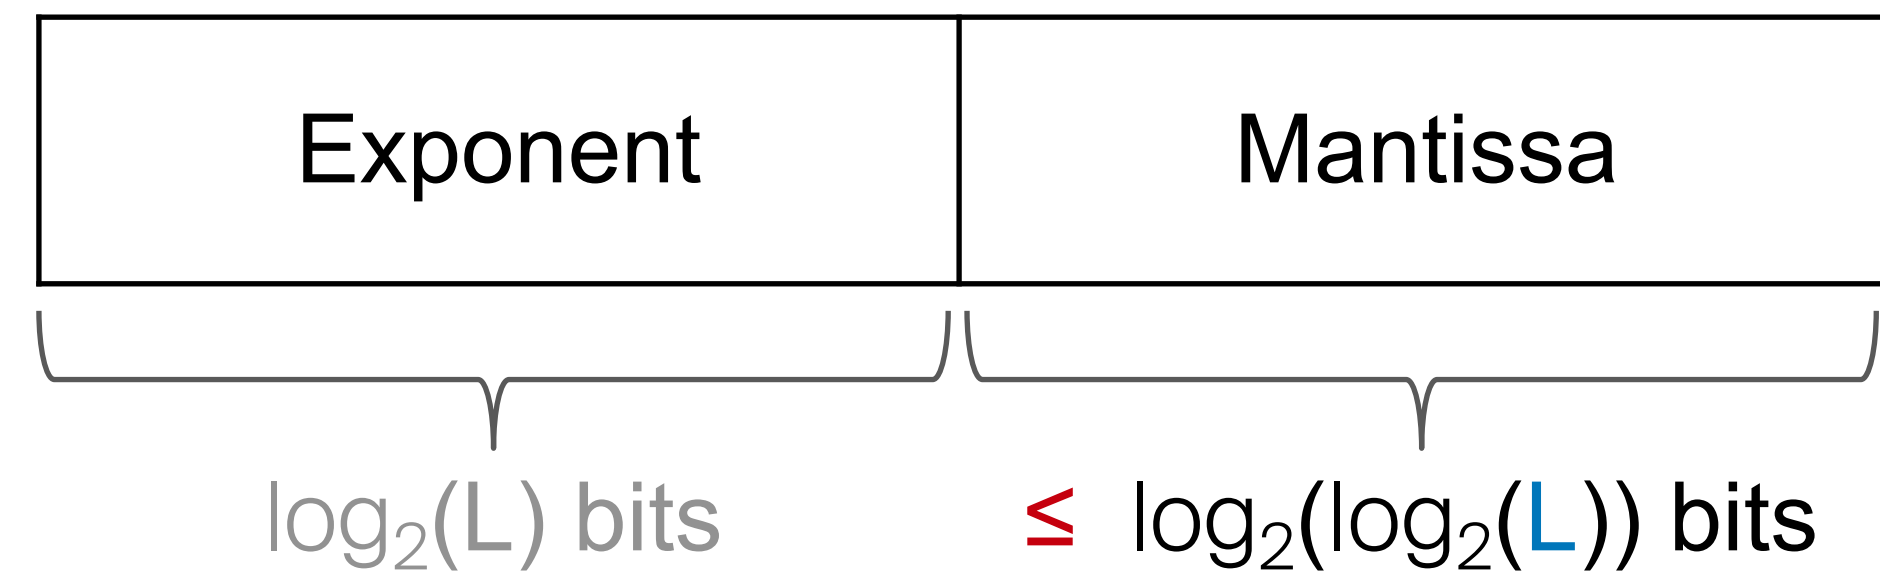 Exponent Mantissa
log₂(L) bits ≤ log₂(log₂(L)) bits